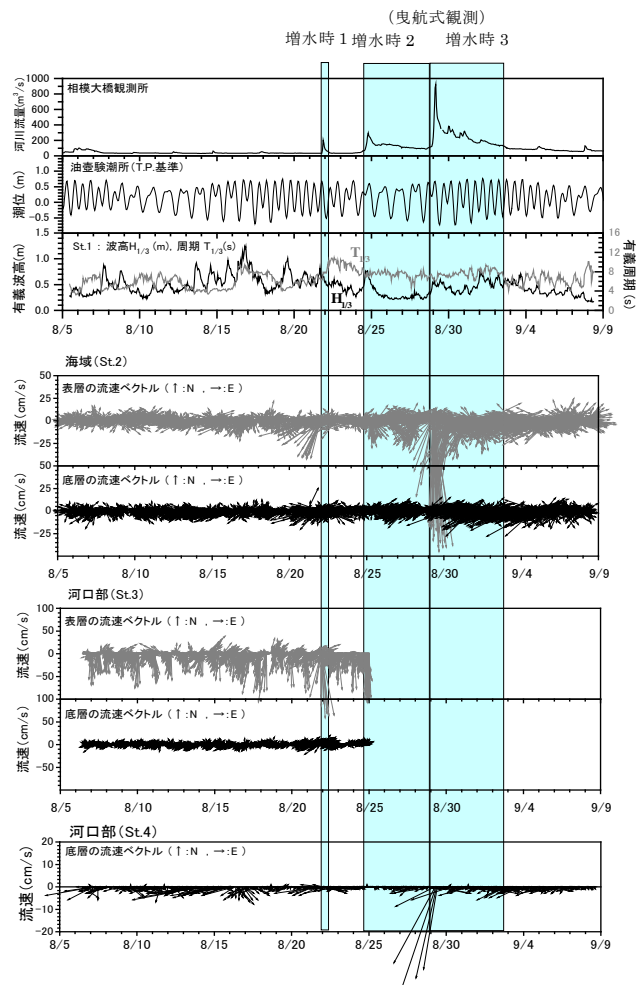 (曳航式観測)
増水時1 増水時2 増水時3
河川流量(m³/s)
1000
800
600
400
200
0
相模大橋観測所
潮位(m)
1.0
0.5
0.0
-0.5
油壺験潮所(T.P.基準)
有義波高(m)
1.5
1.0
0.5
0.0
St.1 : 波高H1/3 (m), 周期 T1/3(s)
T1/3
H1/3
16
12
8
4
0
有義周期(s)
8/5 8/10 8/15 8/20 8/25 8/30 9/4 9/9
海域(St.2)
流速(cm/s)
50
25
0
-25
50
表層の流速ベクトル ( ↑:N , →:E )
流速(cm/s)
25
0
-25
底層の流速ベクトル ( ↑:N , →:E )
8/5 8/10 8/15 8/20 8/25 8/30 9/4 9/9
河口部(St.3)
流速(cm/s)
100
50
0
-50
100
表層の流速ベクトル ( ↑:N , →:E )
流速(cm/s)
50
0
-50
底層の流速ベクトル ( ↑:N , →:E )
8/5 8/10 8/15 8/20 8/25 8/30 9/4 9/9
河口部(St.4)
流速(cm/s)
20
10
0
-10
-20
底層の流速ベクトル ( ↑:N , →:E )
8/5 8/10 8/15 8/20 8/25 8/30 9/4 9/9